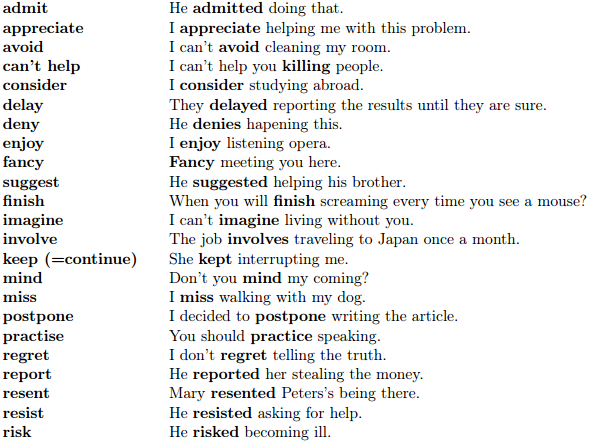 admit He admitted doing that.
appreciate I appreciate helping me with this problem.
avoid I can't avoid cleaning my room.
can't help I can't help you killing people.
consider I consider studying abroad.
delay They delayed reporting the results until they are sure.
deny He denies hapening this.
enjoy I enjoy listening opera.
fancy Fancy meeting you here.
suggest He suggested helping his brother.
finish When you will finish screaming every time you see a mouse?
imagine I can't imagine living without you.
involve The job involves traveling to Japan once a month.
keep (=continue) She kept interrupting me.
mind Don't you mind my coming?
miss I miss walking with my dog.
postpone I decided to postpone writing the article.
practise You should practice speaking.
regret I don't regret telling the truth.
report He reported her stealing the money.
resent Mary resented Peters's being there.
resist He resisted asking for help.
risk He risked becoming ill.